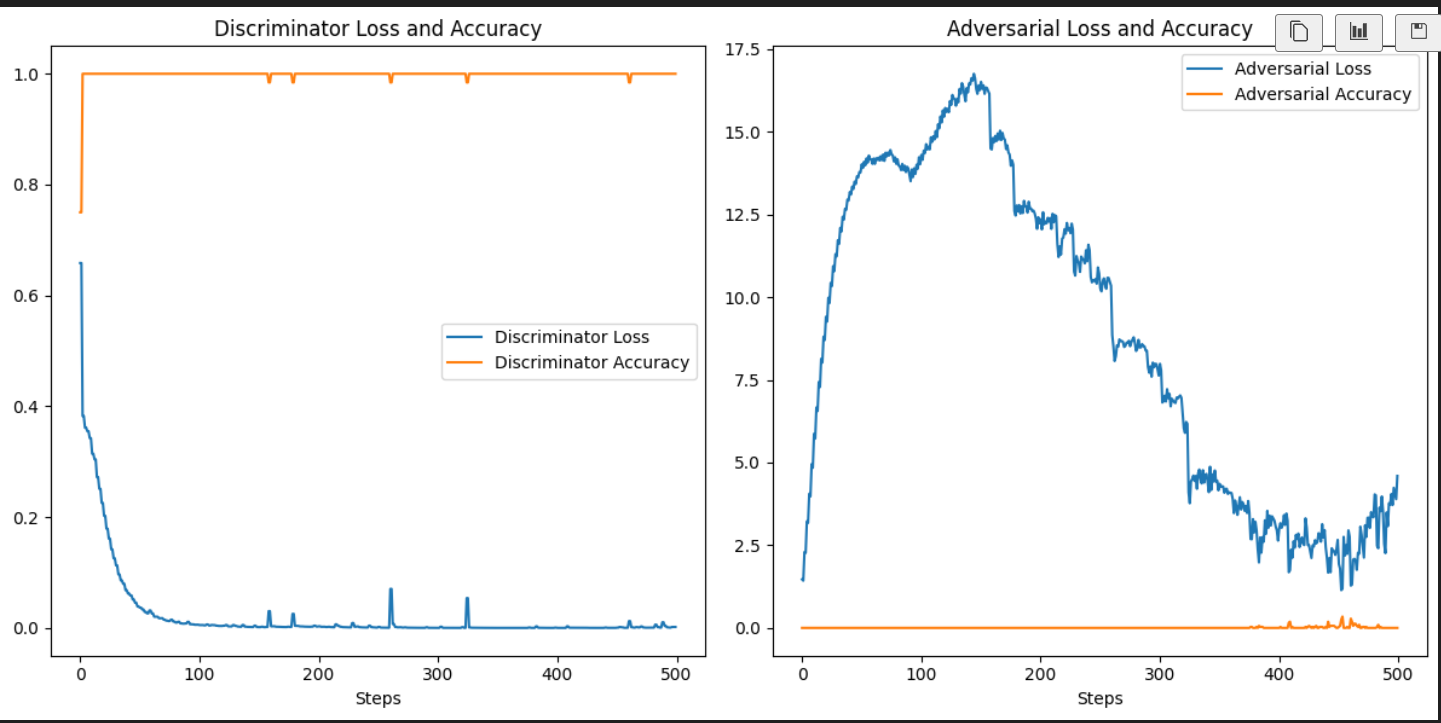 Discriminator Loss and Accuracy
1.0
0.8
0.6
0.4
0.2
0.0
Discriminator Loss
Discriminator Accuracy
0 100 200 300 400 500
Steps
Adversarial Loss and Accuracy
17.5
15.0
12.5
10.0
7.5
5.0
2.5
0.0
Adversarial Loss
Adversarial Accuracy
0 100 200 300 400 500
Steps